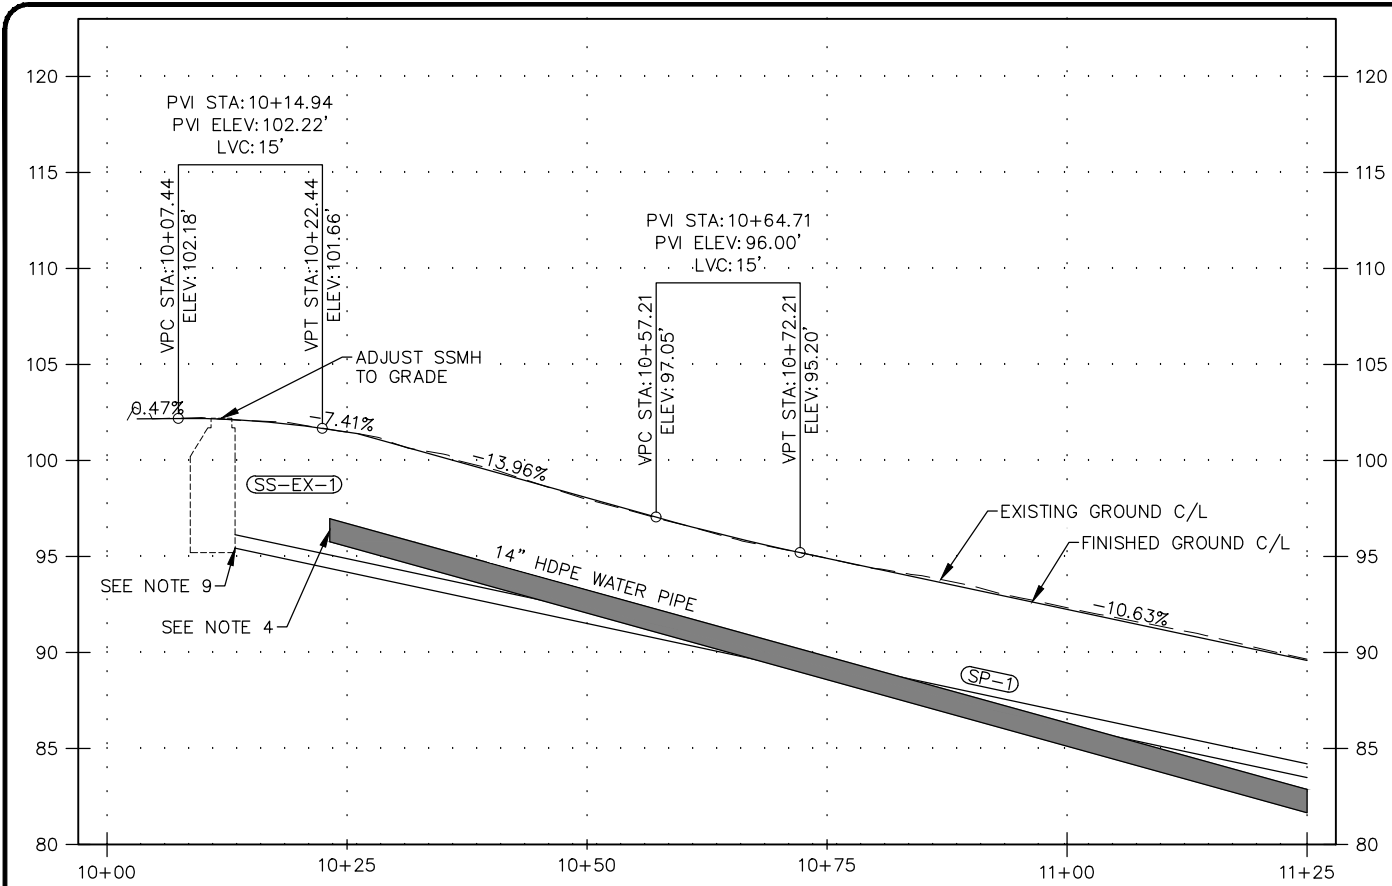 120
120
PVI STA:10+14.94
PVI ELEV:102.22'
LVC:15'
115
115
VPC STA:10+07.44
ELEV:102.18'
VPT STA:10+22.44
ELEV:101.66'
PVI STA:10+64.71
PVI ELEV:96.00'
LVC:15'
110
110
VPC STA:10+57.21
ELEV:97.05'
VPT STA:10+72.21
ELEV:95.20'
105
105
ADJUST SSMH
TO GRADE
0.47%
-7.41%
-13.96%
100
100
SS-EX-1
EXISTING GROUND C/L
FINISHED GROUND C/L
95
95
14" HDPE WATER PIPE
SEE NOTE 9
SEE NOTE 4
-10.63%
90
90
SP-1
85
85
80
80
10+00
10+25
10+50
10+75
11+00
11+25